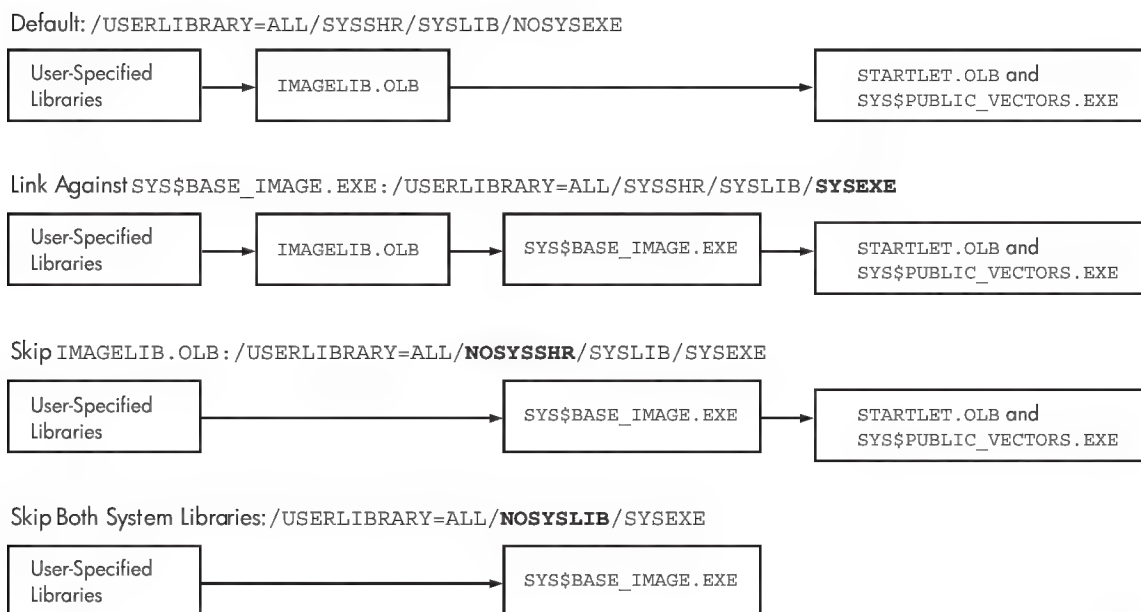 Default: /USERLIBRARY=ALL/SYSSHR/SYSLIB/NOSYSEXE
User-Specified
Libraries
IMAGELIB.OLB
STARTLET.OLB and
SYS$PUBLIC_VECTORS.EXE
Link Against SYS$BASE_IMAGE.EXE: /USERLIBRARY=ALL/SYSSHR/SYSLIB/SYSEXE
User-Specified
Libraries
IMAGELIB.OLB
SYS$BASE_IMAGE.EXE
STARTLET.OLB and
SYS$PUBLIC_VECTORS.EXE
Skip IMAGELIB.OLB: /USERLIBRARY=ALL/NOSYSSHR/SYSLIB/SYSEXE
User-Specified
Libraries
SYS$BASE_IMAGE.EXE
STARTLET.OLB and
SYS$PUBLIC_VECTORS.EXE
Skip Both System Libraries: /USERLIBRARY=ALL/NOSYSLIB/SYSEXE
User-Specified
Libraries
SYS$BASE_IMAGE.EXE